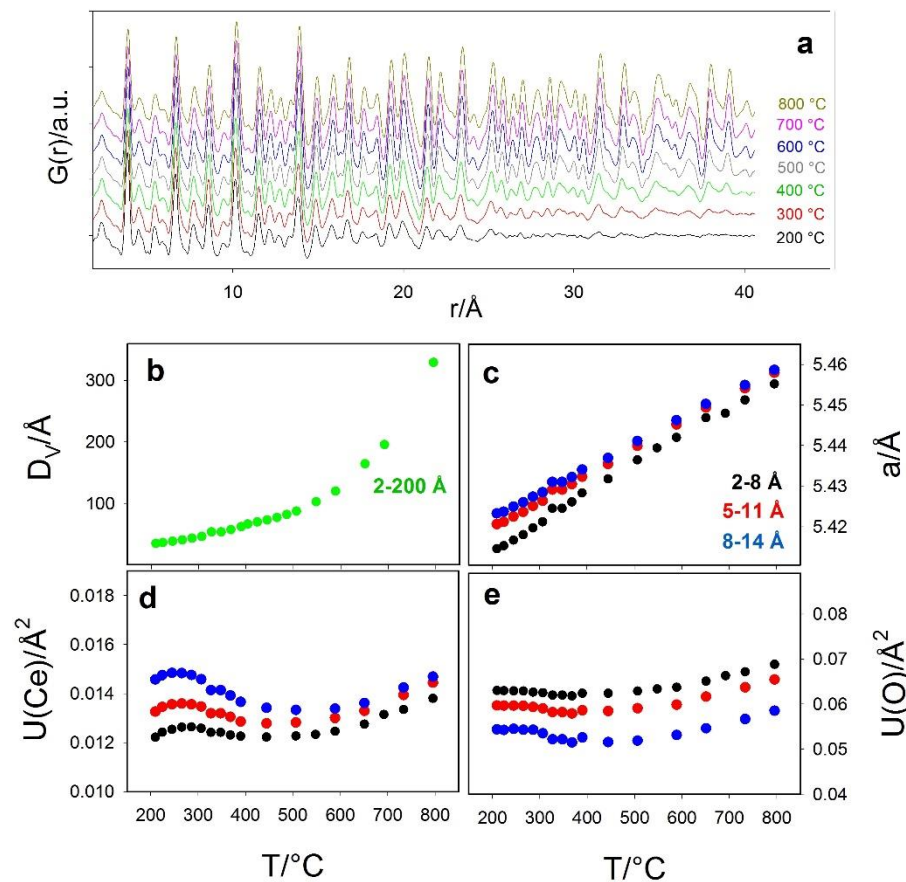 a
G(r)/a.u.
800 °C
700 °C
600 °C
500 °C
400 °C
300 °C
200 °C
10 20 30 40
r/Å
b
D_V/Å
300
200
100
2-200 Å
c
a/Å
5.46
5.45
5.44
5.43
5.42
2-8 Å
5-11 Å
8-14 Å
d
U(Ce)/Å²
0.018
0.016
0.014
0.012
0.010
200 300 400 500 600 700 800
T/°C
e
U(O)/Å²
0.08
0.07
0.06
0.05
0.04
200 300 400 500 600 700 800
T/°C